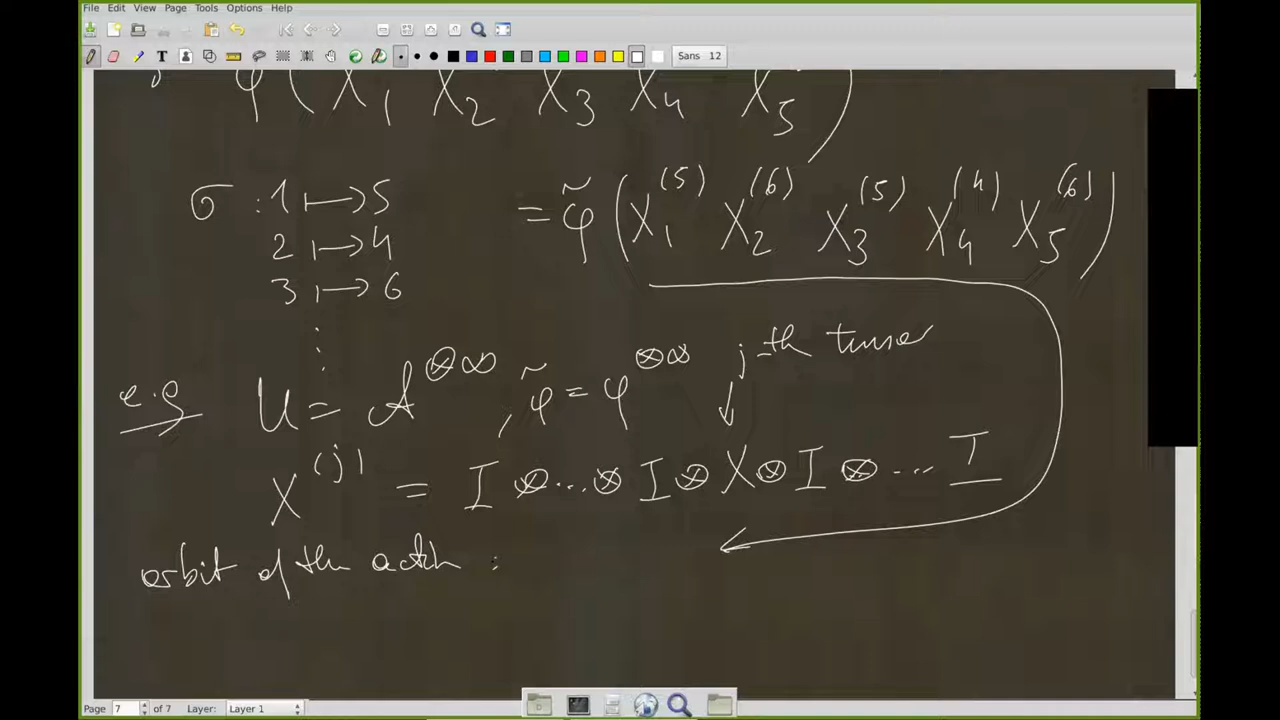 File Edit View Page Tools Options Help
Sans 12
φ ( X₁ X₂ X₃ X₄ X₅ )
σ : 1 ↦ 5
= φ̃ ( X₁⁽⁵⁾ X₂⁽⁶⁾ X₃⁽⁵⁾ X₄⁽⁴⁾ X₅⁽⁶⁾ )
2 ↦ 4
3 ↦ 6
⋮
j-th tensor
e.g U = A^{⊗∞} , φ̃ = φ^{⊗∞}
X^{(j)} = I ⊗ ... ⊗ I ⊗ X ⊗ I ⊗ ... I
orbit of the action :
Page 7 of 7 Layer: Layer 1